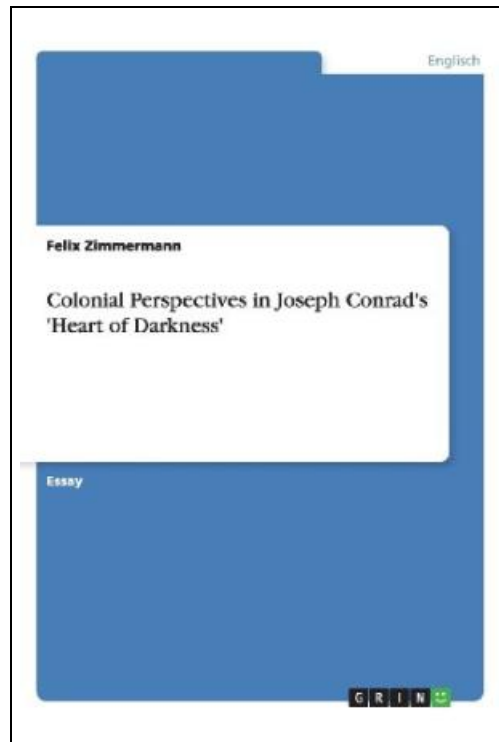 Englisch
Felix Zimmermann
Colonial Perspectives in Joseph Conrad's
'Heart of Darkness'
Essay
GRIN